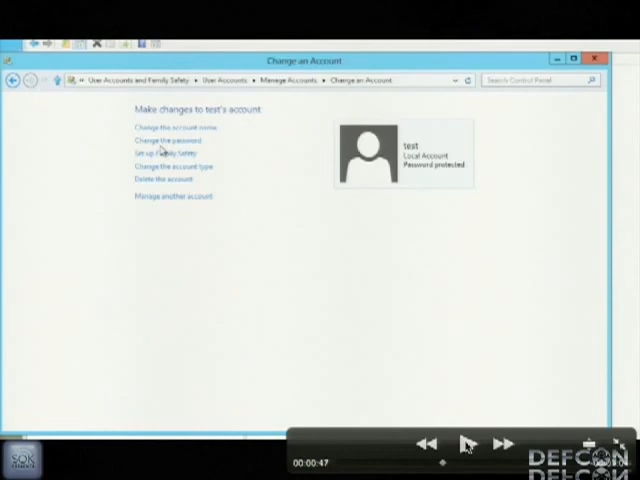 Change an Account
User Accounts and Family Safety User Accounts Manage Accounts Change an Account
Search Control Panel
Make changes to test's account
Change the account name
Change the password
Set up Family Safety
Change the account type
Delete the account
Manage another account
test
Local Account
Password protected
00:00:47
DEFCON
DEFCON
SOK